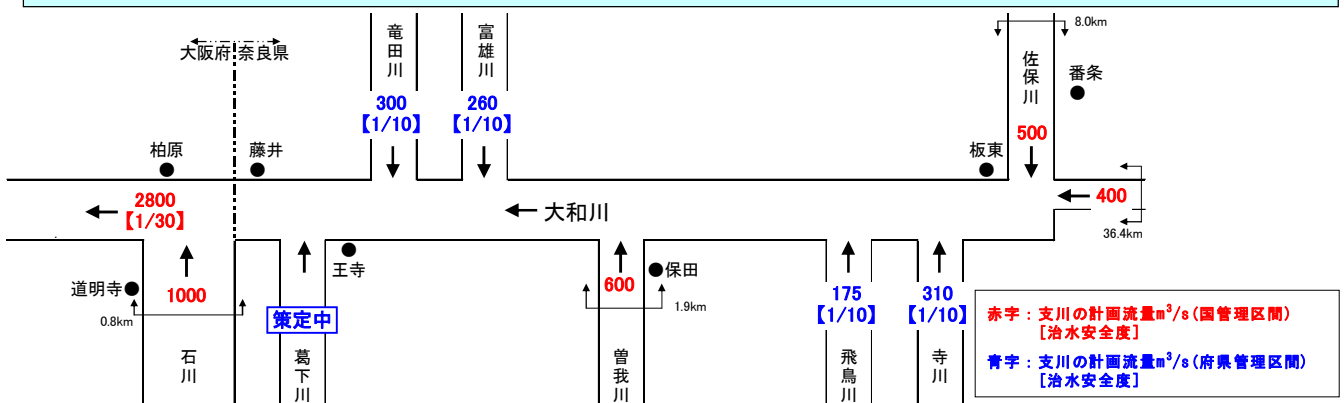 大阪府 奈良県
竜田川
富雄川
佐保川
8.0km
番条
300
【1/10】
260
【1/10】
500
柏原
藤井
板東
2800
【1/30】
大和川
400
36.4km
道明寺
1000
0.8km
王寺
策定中
600
保田
1.9km
175
【1/10】
310
【1/10】
石川
葛下川
曽我川
飛鳥川
寺川
赤字：支川の計画流量m³/s(国管理区間)
［治水安全度］
青字：支川の計画流量m³/s(府県管理区間)
［治水安全度］